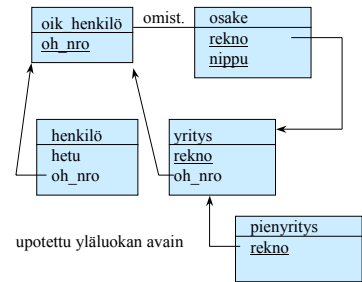 oik_henkilö
oh_nro
omist.
osake
rekno
nippu
henkilö
hetu
oh_nro
yritys
rekno
oh_nro
upotettu yläluokan avain
pienyritys
rekno